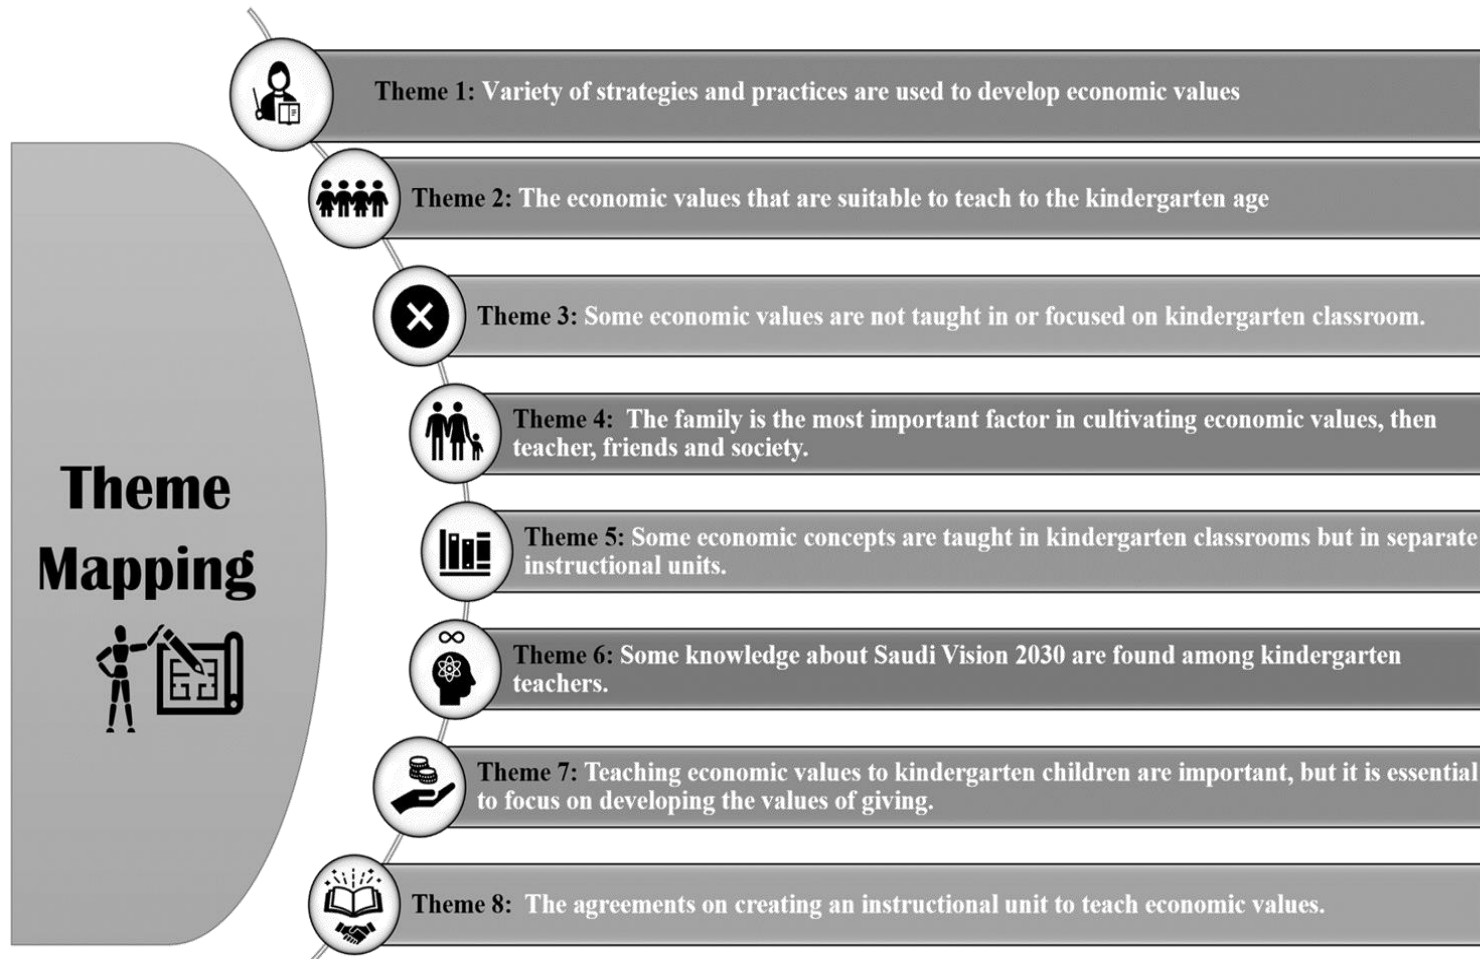 Theme 1: Variety of strategies and practices are used to develop economic values
Theme 2: The economic values that are suitable to teach to the kindergarten age
Theme 3: Some economic values are not taught in or focused on kindergarten classroom.
Theme 4: The family is the most important factor in cultivating economic values, then
teacher, friends and society.
Theme
Mapping
Theme 5: Some economic concepts are taught in kindergarten classrooms but in separate
instructional units.
Theme 6: Some knowledge about Saudi Vision 2030 are found among kindergarten
teachers.
Theme 7: Teaching economic values to kindergarten children are important, but it is essential
to focus on developing the values of giving.
Theme 8: The agreements on creating an instructional unit to teach economic values.